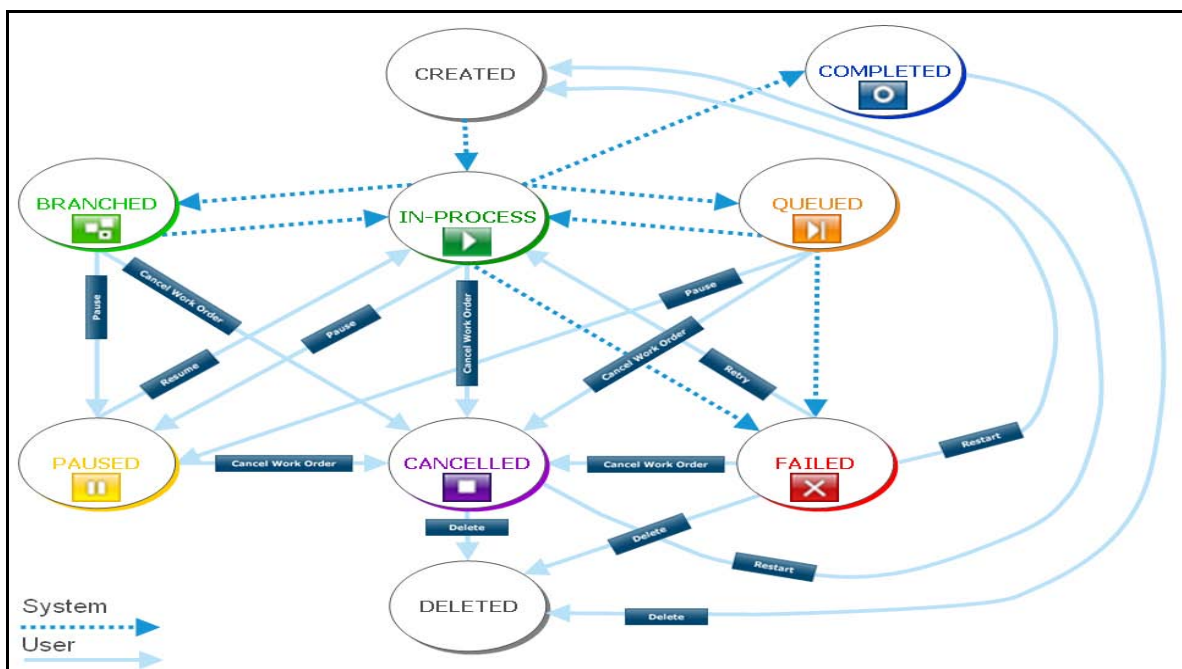 CREATED
COMPLETED
BRANCHED
IN-PROCESS
QUEUED
Pause
Cancel Work Order
Resume
Pause
Cancel Work Order
Pause
Cancel Work Order
Retry
PAUSED
Cancel Work Order
CANCELLED
Cancel Work Order
FAILED
Restart
Delete
Delete
Restart
DELETED
Delete
System
User